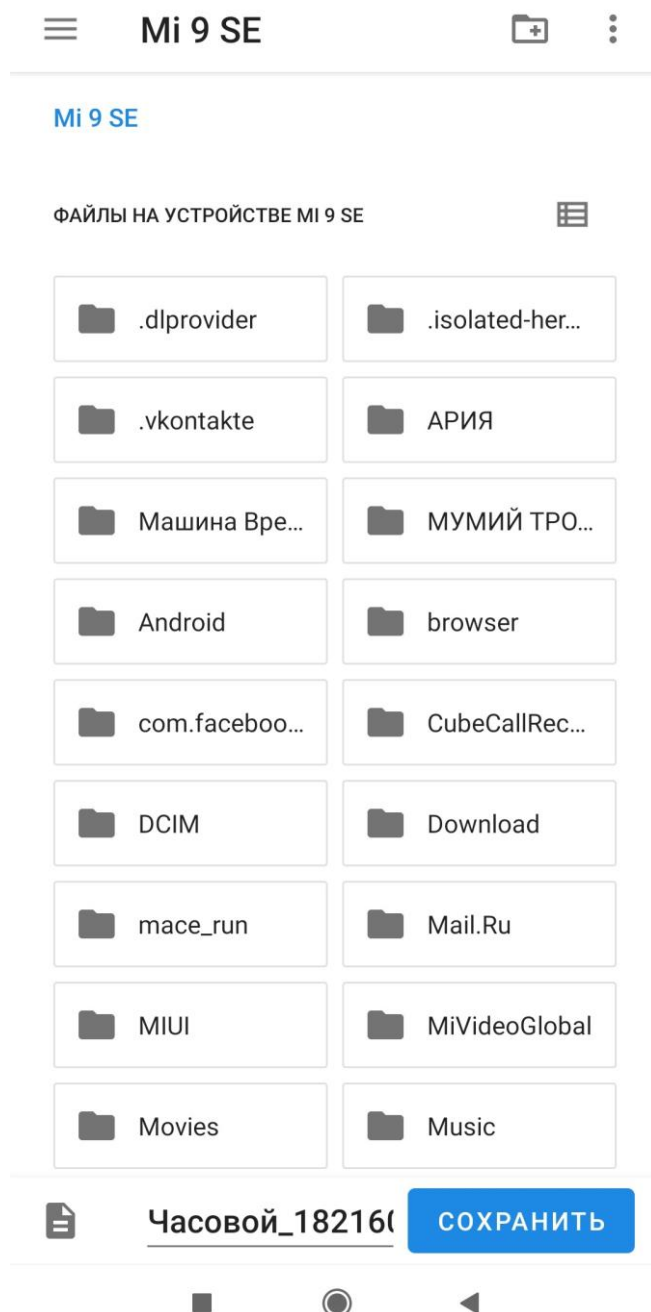 Mi 9 SE
Mi 9 SE
ФАЙЛЫ НА УСТРОЙСТВЕ MI 9 SE
.dlprovider
.isolated-her...
.vkontakte
АРИЯ
Машина Вре...
МУМИЙ ТРО...
Android
browser
com.faceboo...
CubeCallRec...
DCIM
Download
mace_run
Mail.Ru
MIUI
MiVideoGlobal
Movies
Music
Часовой_18216
СОХРАНИТЬ